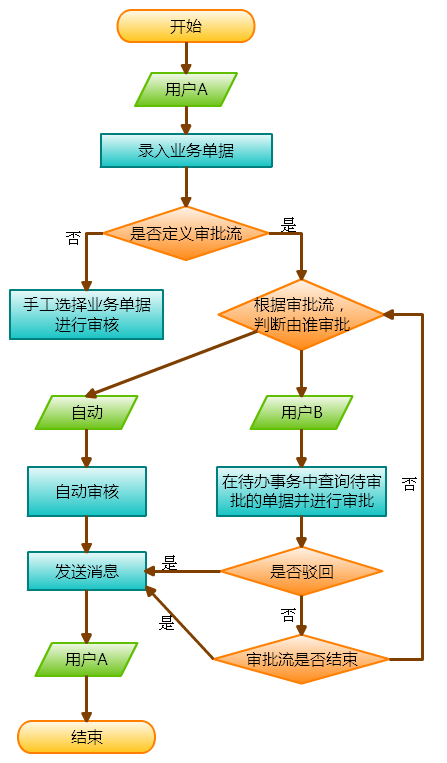 开始
用户A
录入业务单据
是否定义审批流
否
是
手工选择业务单据
进行审核
根据审批流，
判断由谁审批
自动
用户B
自动审核
在待办事务中查询待审
批的单据并进行审批
否
发送消息
是
是否驳回
否
是
用户A
审批流是否结束
结束